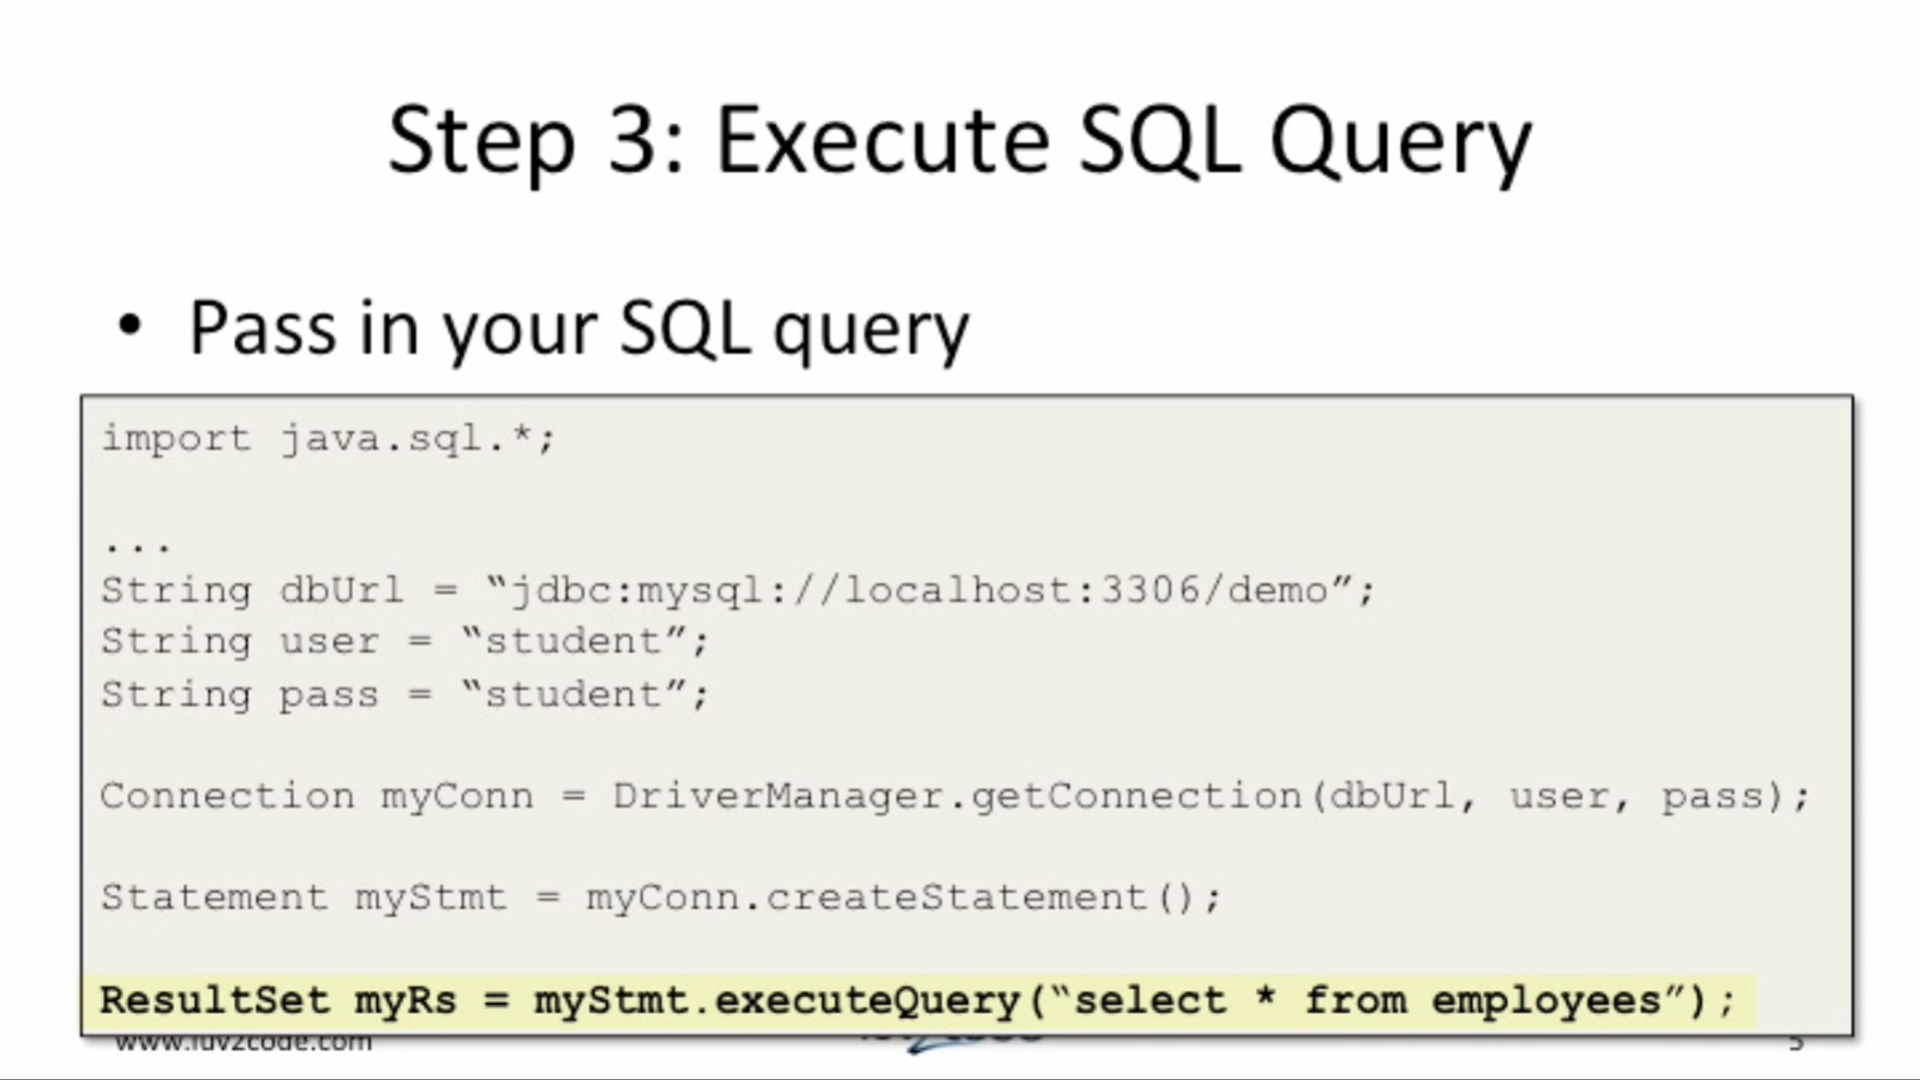 Step 3: Execute SQL Query
• Pass in your SQL query
import java.sql.*;
...
String dbUrl = “jdbc:mysql://localhost:3306/demo”;
String user = “student”;
String pass = “student”;
Connection myConn = DriverManager.getConnection(dbUrl, user, pass);
Statement myStmt = myConn.createStatement();
ResultSet myRs = myStmt.executeQuery(“select * from employees”);
www.luv2code.com
5